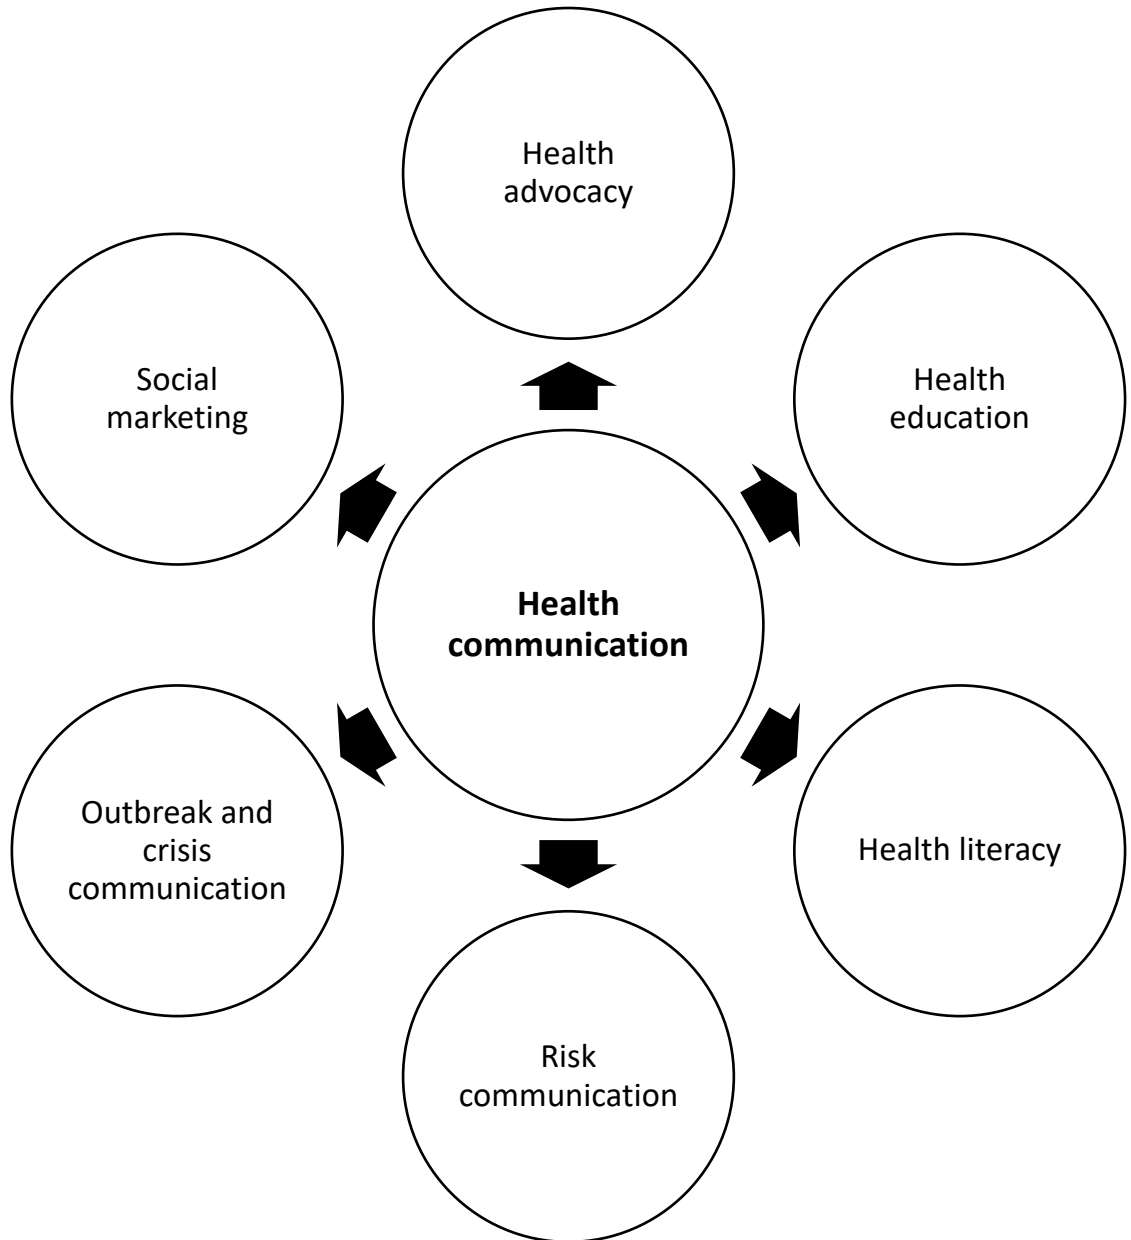 Health
advocacy
Social
marketing
Health
education
Health
communication
Outbreak and
crisis
communication
Health literacy
Risk
communication